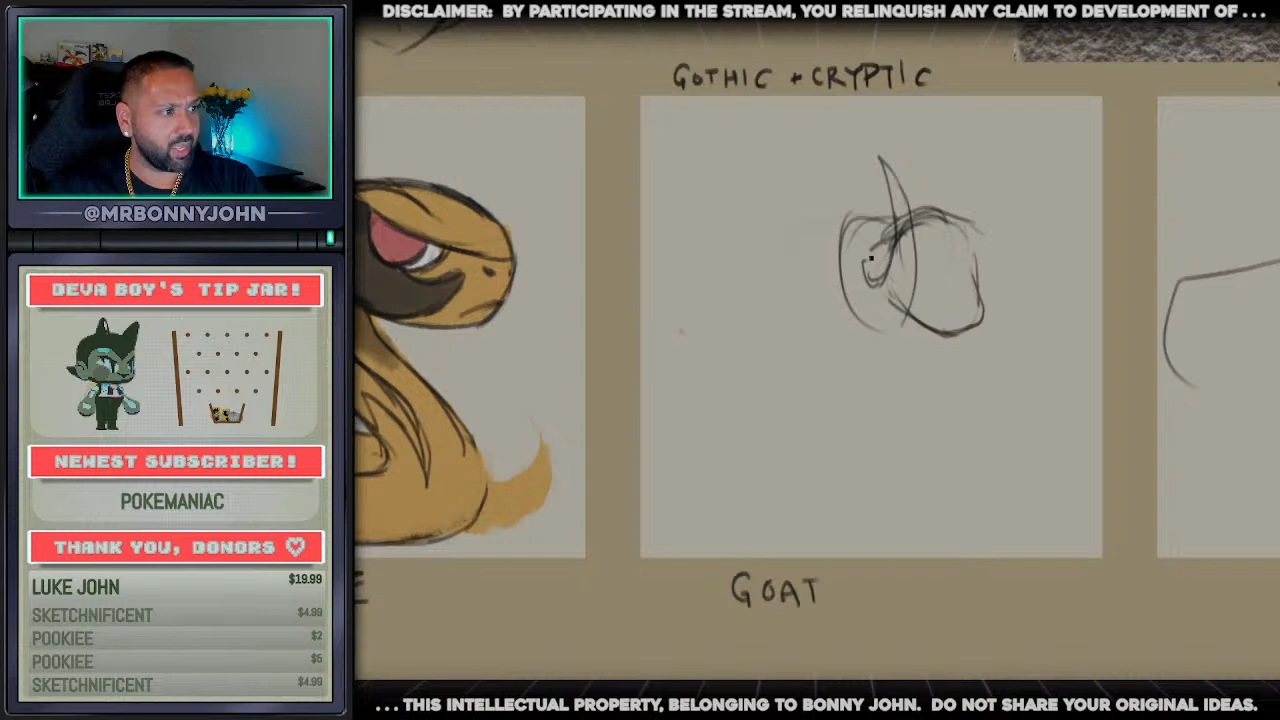 DISCLAIMER: BY PARTICIPATING IN THE STREAM, YOU RELINQUISH ANY CLAIM TO DEVELOPMENT OF . . .
GOTHIC + CRYPTIC
@MRBONNYJOHN
DEVA BOY'S TIP JAR!
NEWEST SUBSCRIBER!
POKEMANIAC
THANK YOU, DONORS
LUKE JOHN $19.99
SKETCHNIFICENT $4.99
POOKIEE $2
POOKIEE $5
SKETCHNIFICENT $4.99
GOAT
. . . THIS INTELLECTUAL PROPERTY, BELONGING TO BONNY JOHN. DO NOT SHARE YOUR ORIGINAL IDEAS.